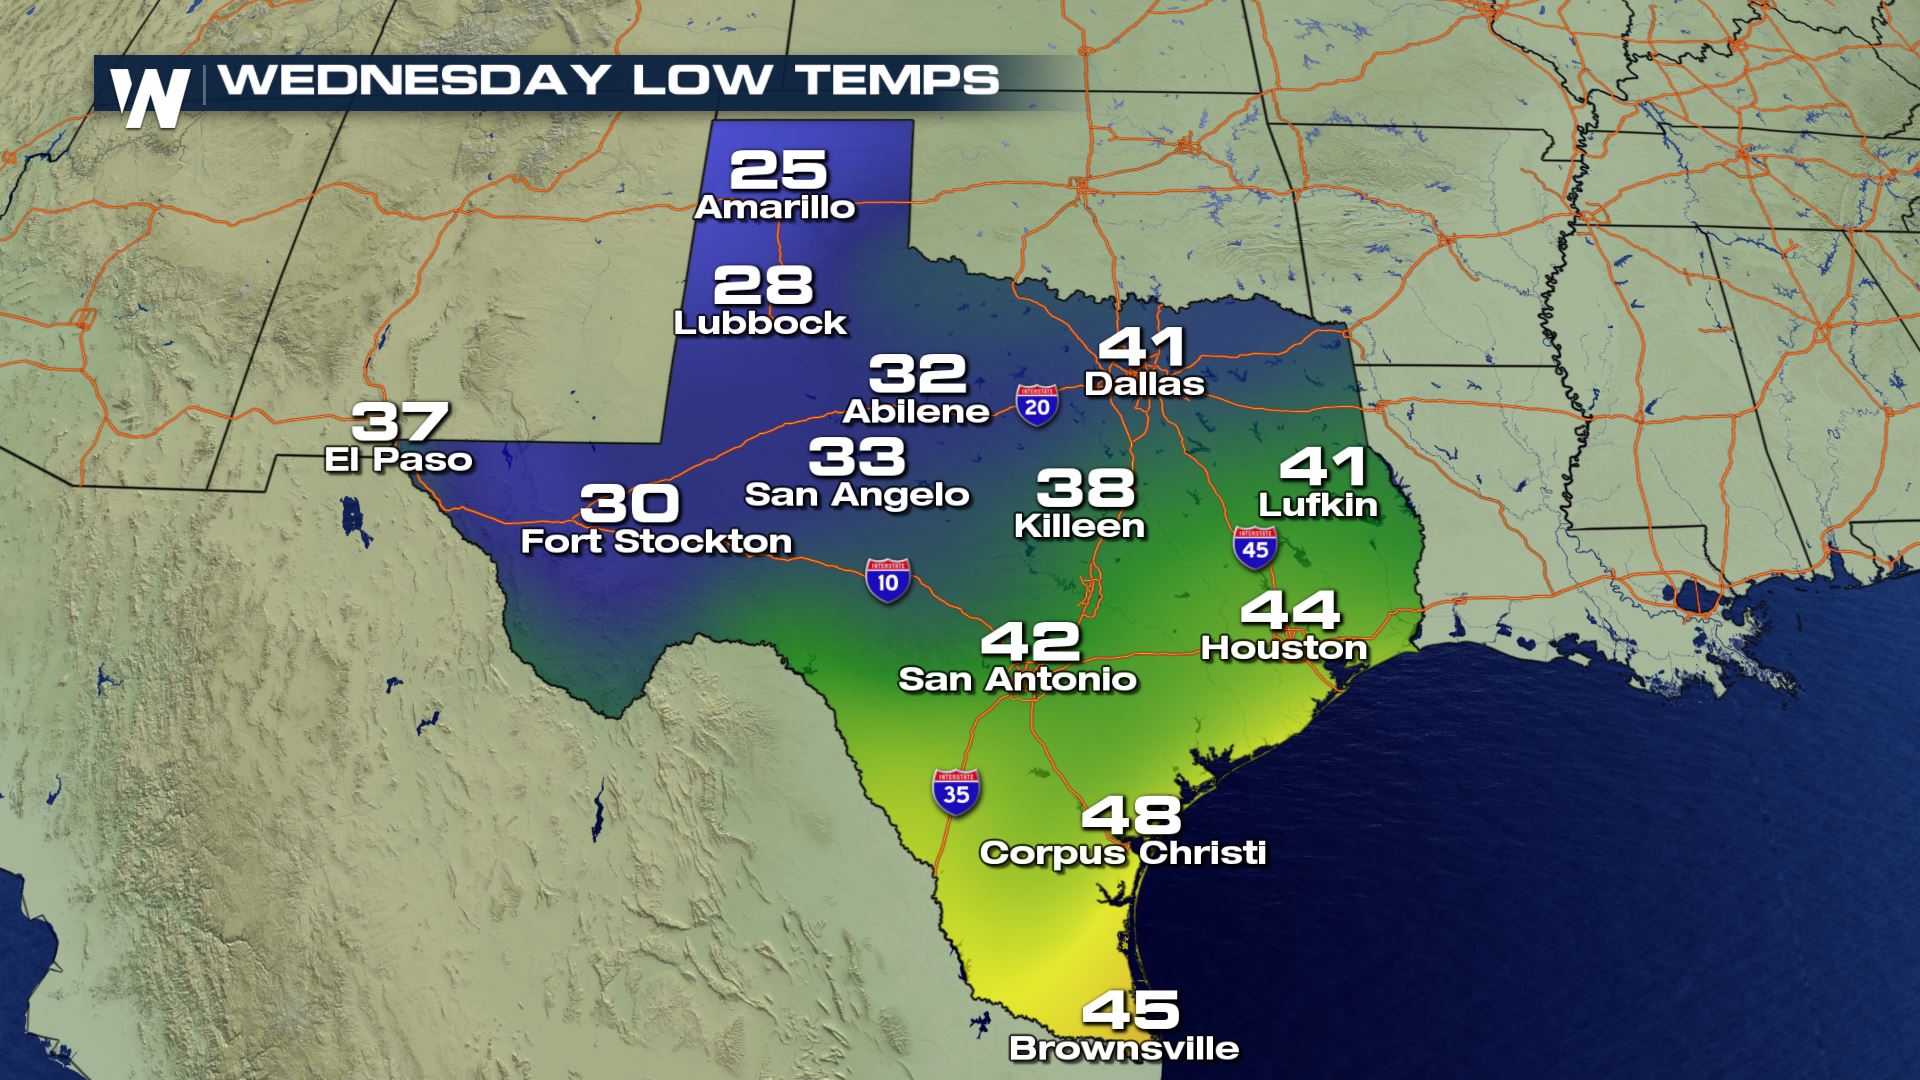 W | WEDNESDAY LOW TEMPS
25
Amarillo
28
Lubbock
41
Dallas
32
Abilene
INTERSTATE
20
37
El Paso
33
San Angelo
41
Lufkin
38
Killeen
30
Fort Stockton
INTERSTATE
45
INTERSTATE
10
44
Houston
42
San Antonio
INTERSTATE
35
48
Corpus Christi
45
Brownsville